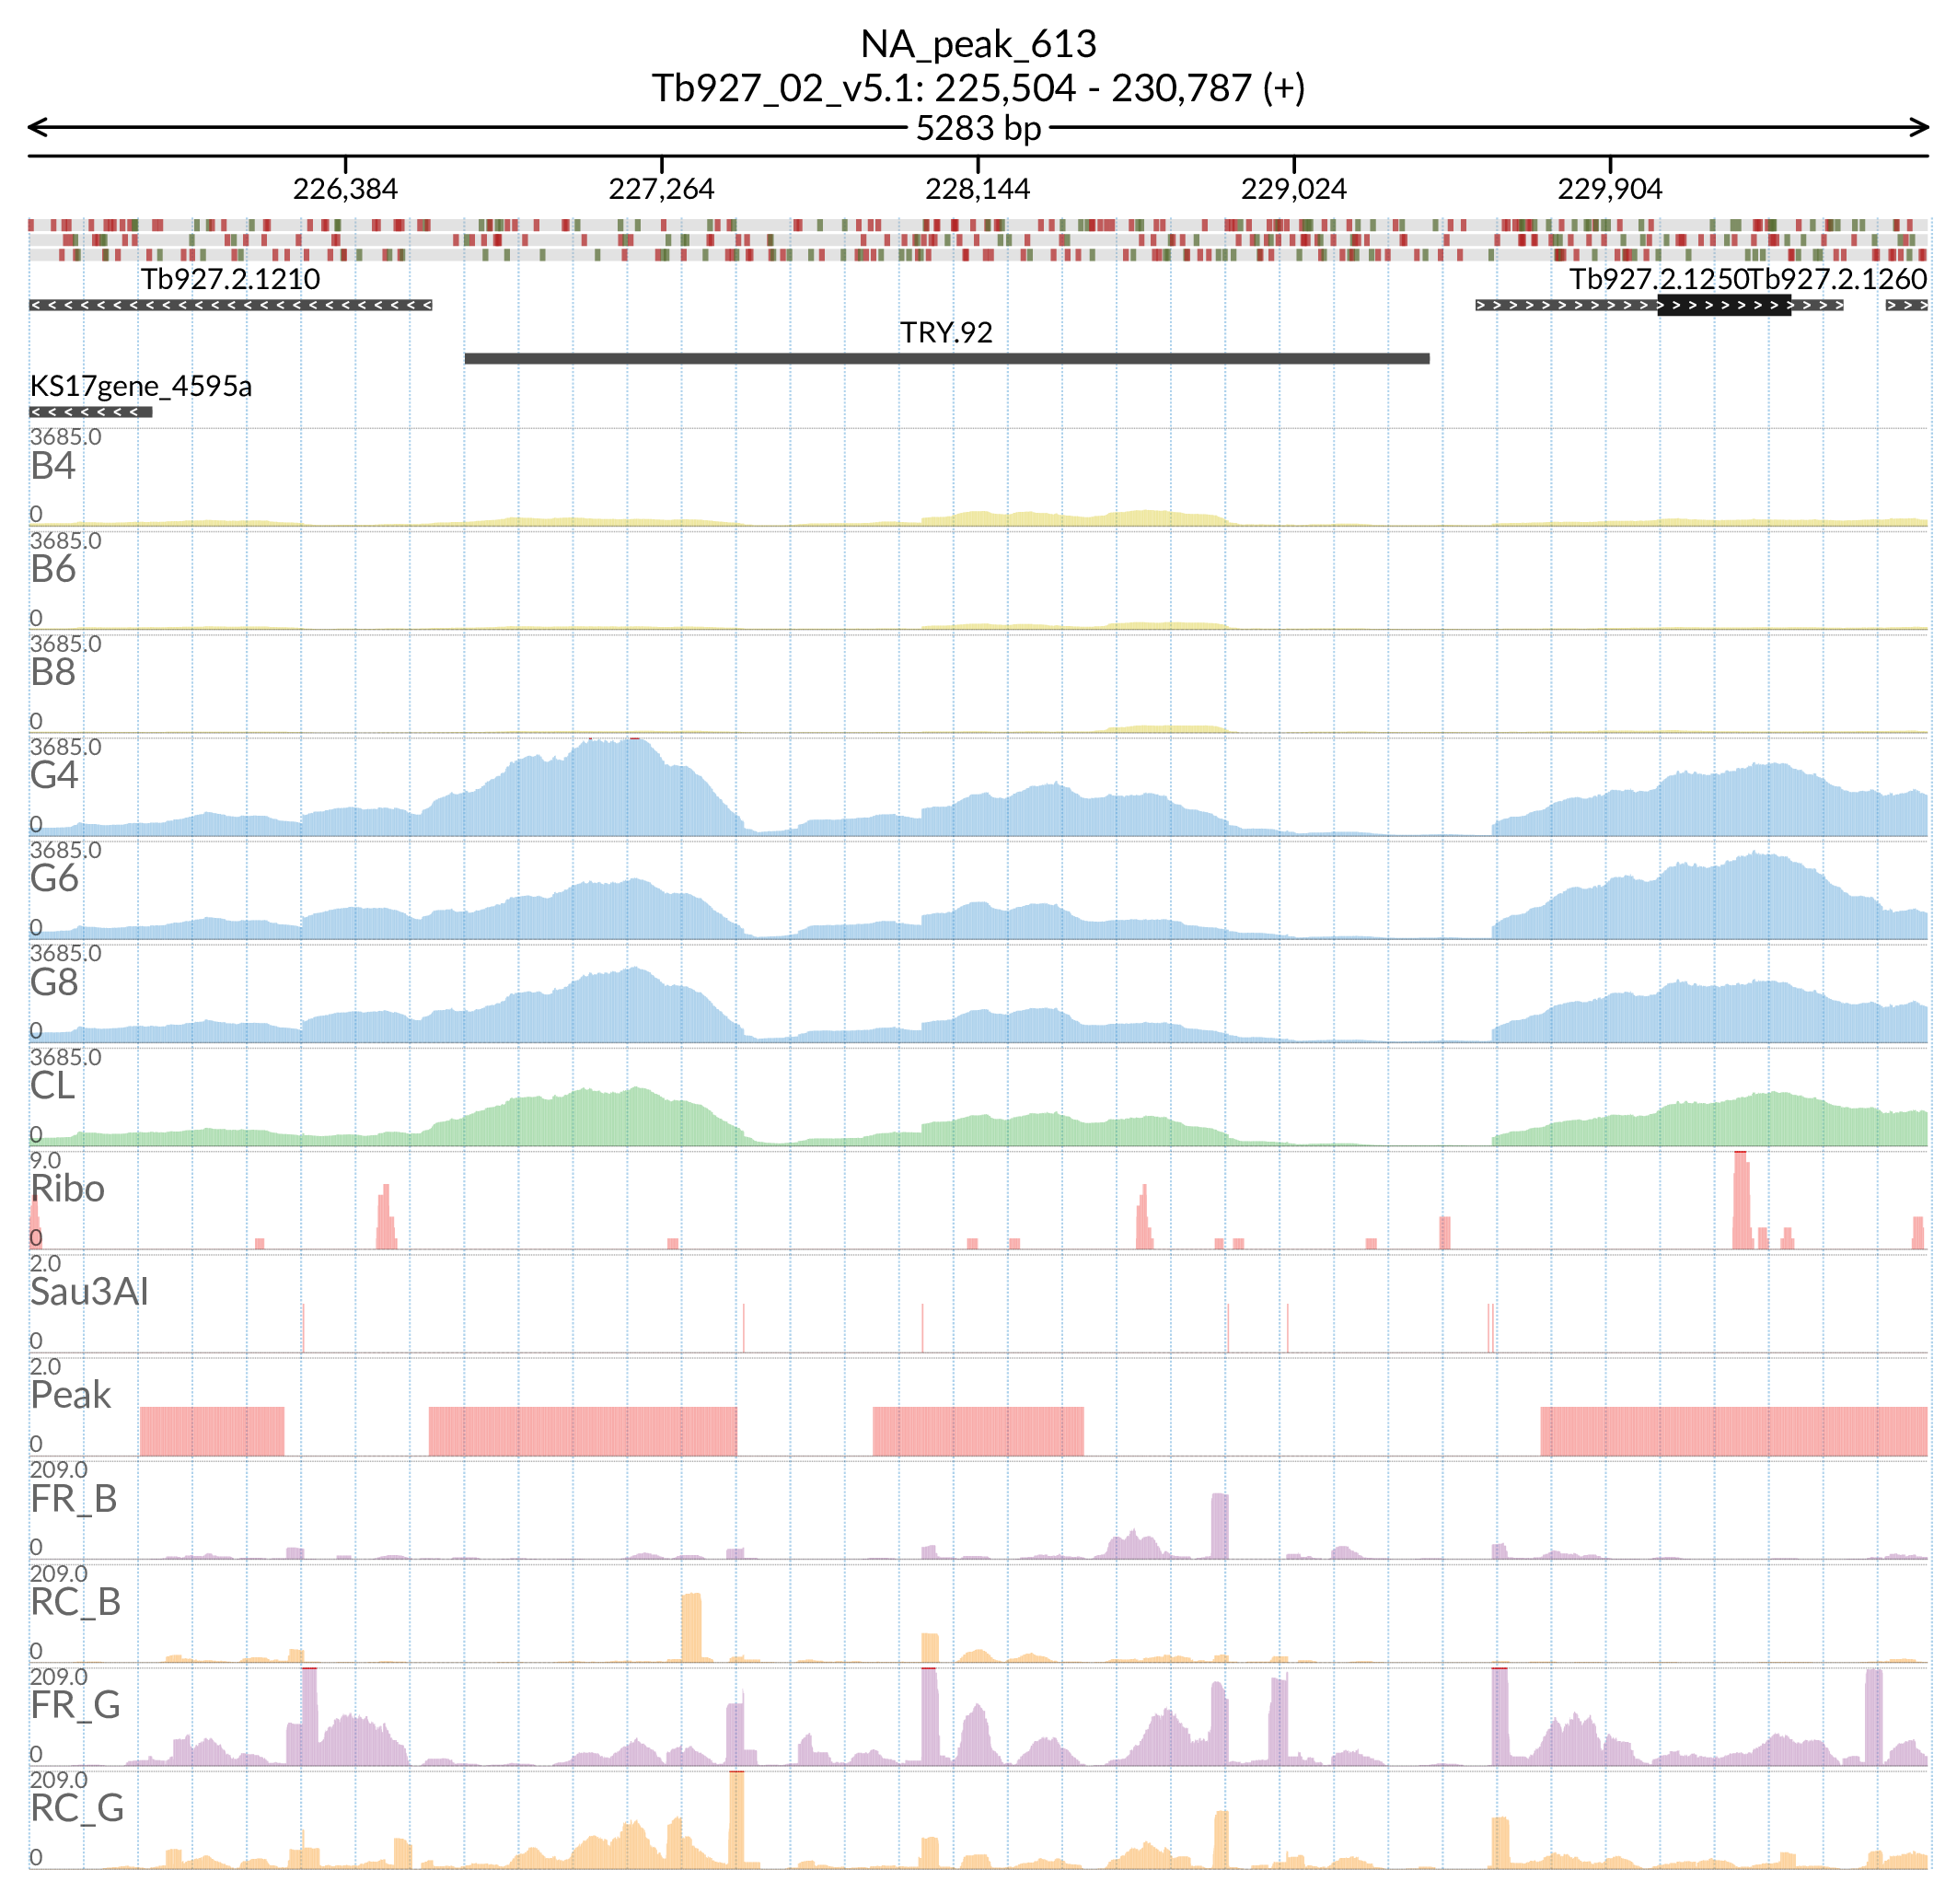 NA_peak_613
Tb927_02_v5.1: 225,504 - 230,787 (+)
5283 bp
226,384 227,264 228,144 229,024 229,904
Tb927.2.1210 Tb927.2.1250 Tb927.2.1260
TRY.92
KS17gene_4595a
3685.0
B4
0
3685.0
B6
0
3685.0
B8
0
3685.0
G4
0
3685.0
G6
0
3685.0
G8
0
3685.0
CL
0
9.0
Ribo
0
2.0
Sau3AI
0
2.0
Peak
0
209.0
FR_B
0
209.0
RC_B
0
209.0
FR_G
0
209.0
RC_G
0